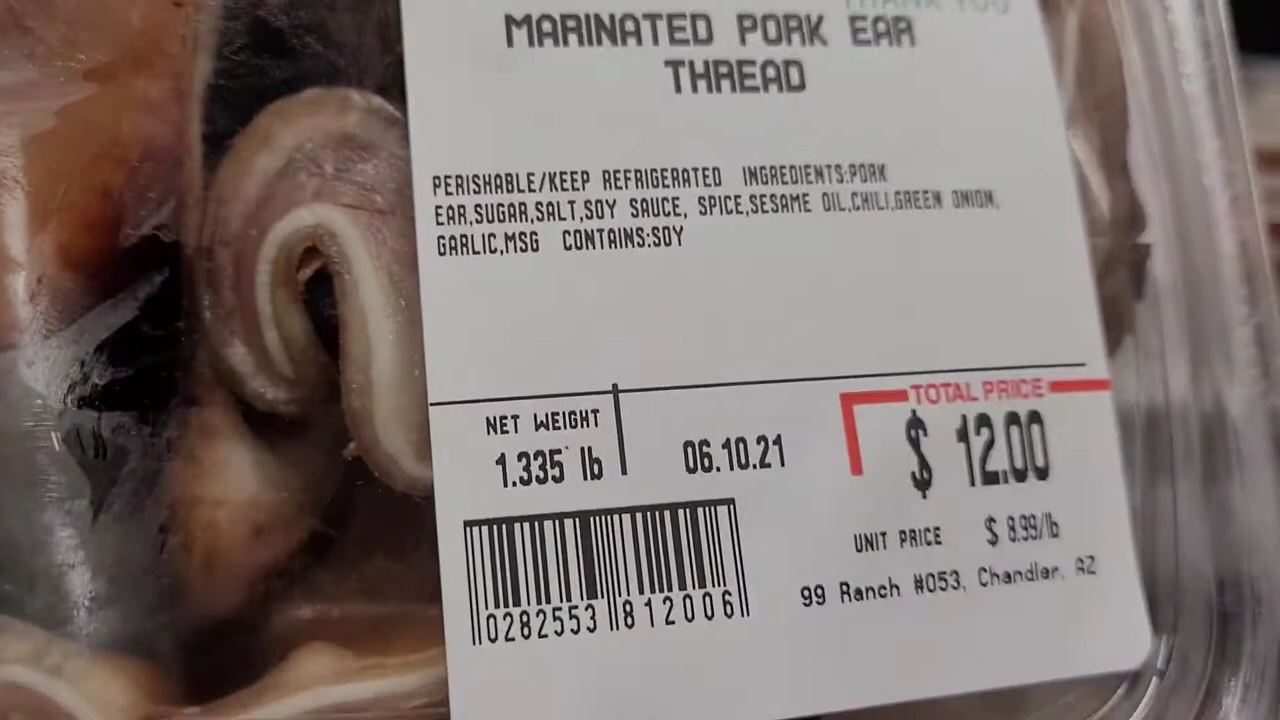 THANK YOU
MARINATED PORK EAR
THREAD
PERISHABLE/KEEP REFRIGERATED INGREDIENTS:PORK
EAR,SUGAR,SALT,SOY SAUCE, SPICE,SESAME OIL,CHILI,GREEN ONION,
GARLIC,MSG CONTAINS:SOY
NET WEIGHT
1.335 lb
06.10.21
TOTAL PRICE
$ 12.00
UNIT PRICE $ 8.99/lb
99 Ranch #053, Chandler, AZ
0282553 812006